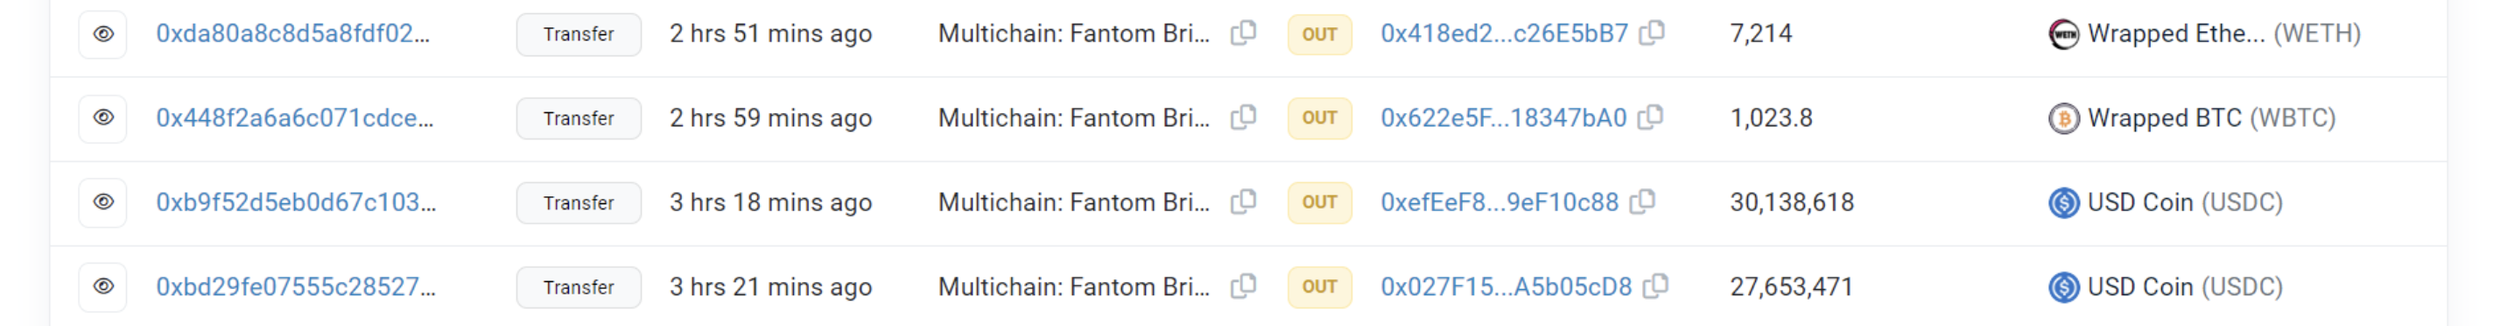 0xda80a8c8d5a8fdf02... Transfer 2 hrs 51 mins ago Multichain: Fantom Bri... OUT 0x418ed2...c26E5bB7 7,214 WETH Wrapped Ethe... (WETH)
0x448f2a6a6c071cdce... Transfer 2 hrs 59 mins ago Multichain: Fantom Bri... OUT 0x622e5F...18347bA0 1,023.8 Wrapped BTC (WBTC)
0xb9f52d5eb0d67c103... Transfer 3 hrs 18 mins ago Multichain: Fantom Bri... OUT 0xefEeF8...9eF10c88 30,138,618 USD Coin (USDC)
0xbd29fe07555c28527... Transfer 3 hrs 21 mins ago Multichain: Fantom Bri... OUT 0x027F15...A5b05cD8 27,653,471 USD Coin (USDC)